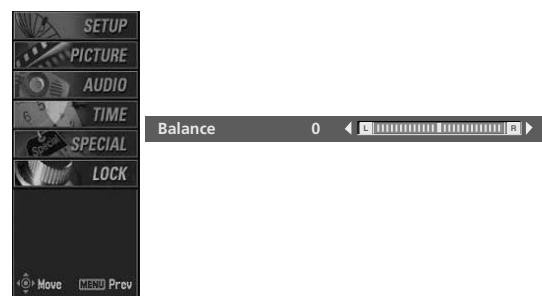 SETUP
PICTURE
AUDIO
TIME
SPECIAL
LOCK
Balance 0 L R
Move MENU Prev